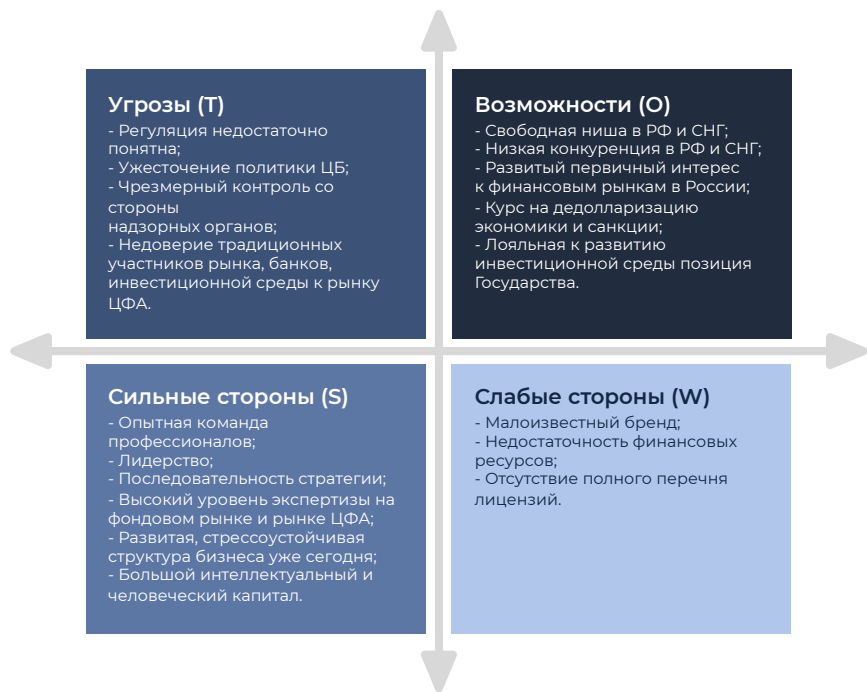 Угрозы (T)
- Регуляция недостаточно
понятна;
- Ужесточение политики ЦБ;
- Чрезмерный контроль со
стороны
надзорных органов;
- Недоверие традиционных
участников рынка, банков,
инвестиционной среды к рынку
ЦФА.
Возможности (O)
- Свободная ниша в РФ и СНГ;
- Низкая конкуренция в РФ и СНГ;
- Развитый первичный интерес
к финансовым рынкам в России;
- Курс на дедолларизацию
экономики и санкции;
- Лояльная к развитию
инвестиционной среды позиция
Государства.
Сильные стороны (S)
- Опытная команда
профессионалов;
- Лидерство;
- Последовательность стратегии;
- Высокий уровень экспертизы на
фондовом рынке и рынке ЦФА;
- Развитая, стрессоустойчивая
структура бизнеса уже сегодня;
- Большой интеллектуальный и
человеческий капитал.
Слабые стороны (W)
- Малоизвестный бренд;
- Недостаточность финансовых
ресурсов;
- Отсутствие полного перечня
лицензий.